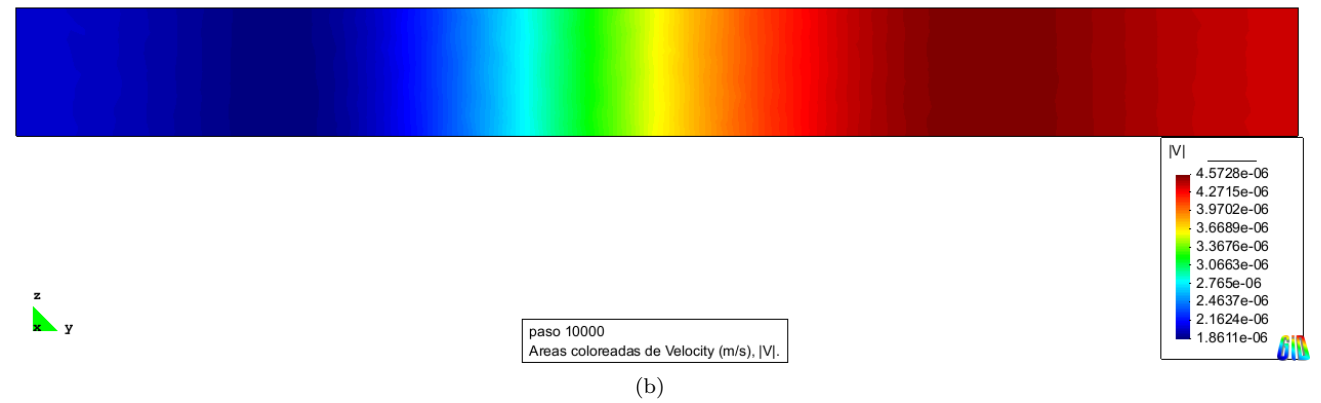 |V|
4.5728e-06
4.2715e-06
3.9702e-06
3.6689e-06
3.3676e-06
3.0663e-06
2.765e-06
2.4637e-06
2.1624e-06
1.8611e-06
GiD
z
x y
paso 10000
Areas coloreadas de Velocity (m/s), |V|.
(b)